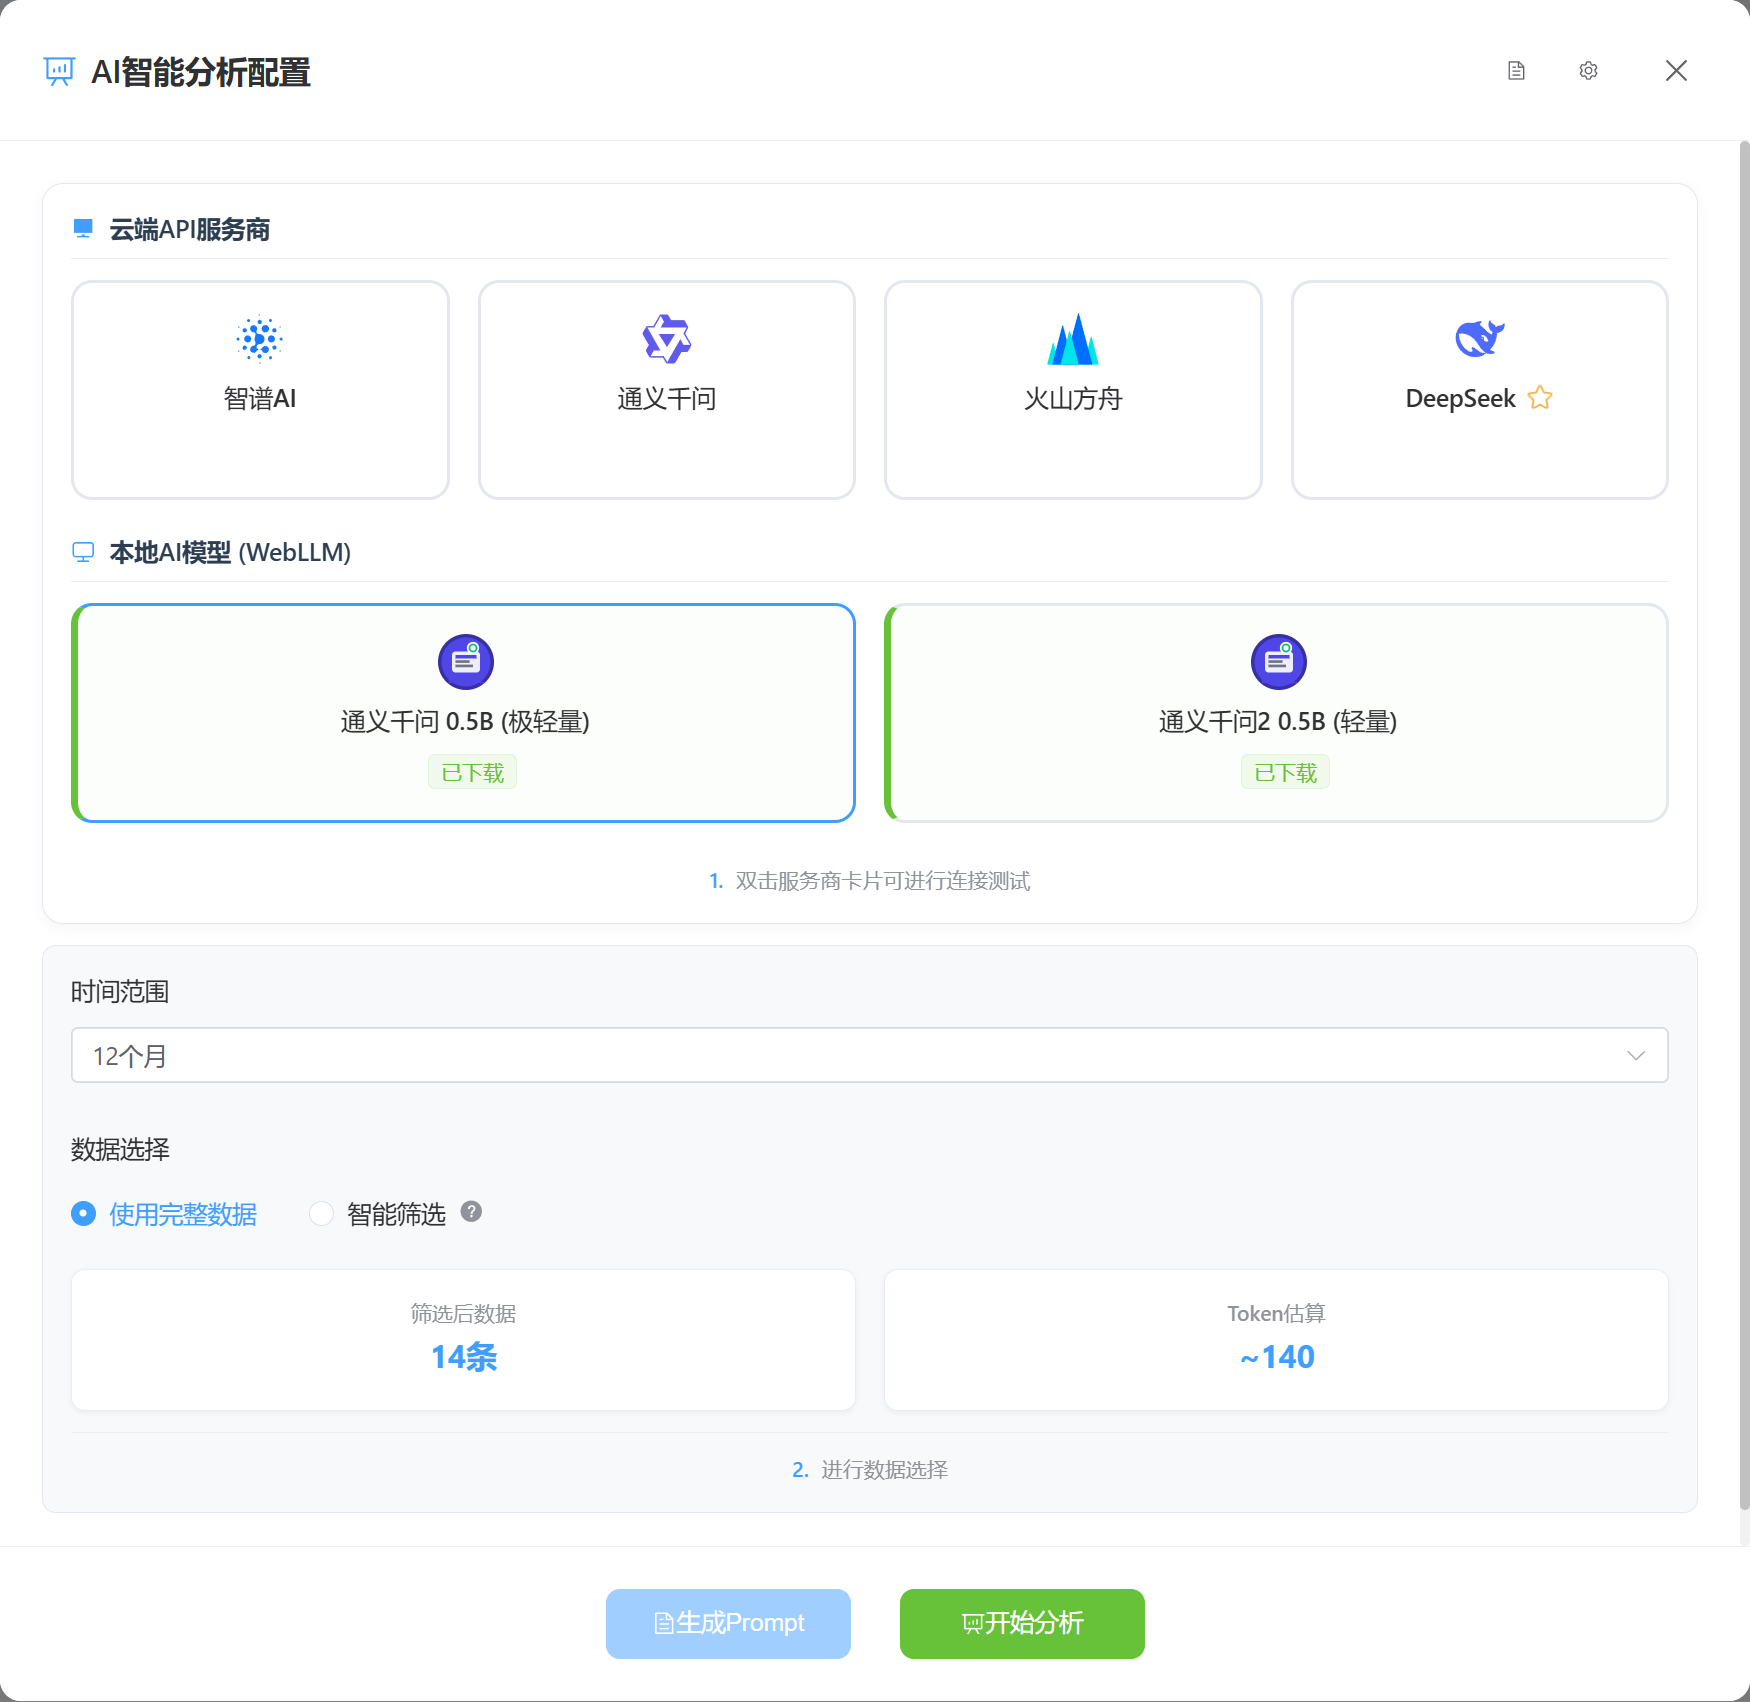 AI智能分析配置
云端API服务商
智谱AI
通义千问
火山方舟
DeepSeek
本地AI模型 (WebLLM)
通义千问 0.5B (极轻量)
已下载
通义千问2 0.5B (轻量)
已下载
1. 双击服务商卡片可进行连接测试
时间范围
12个月
数据选择
使用完整数据
智能筛选 ?
筛选后数据
14条
Token估算
~140
2. 进行数据选择
生成Prompt
开始分析